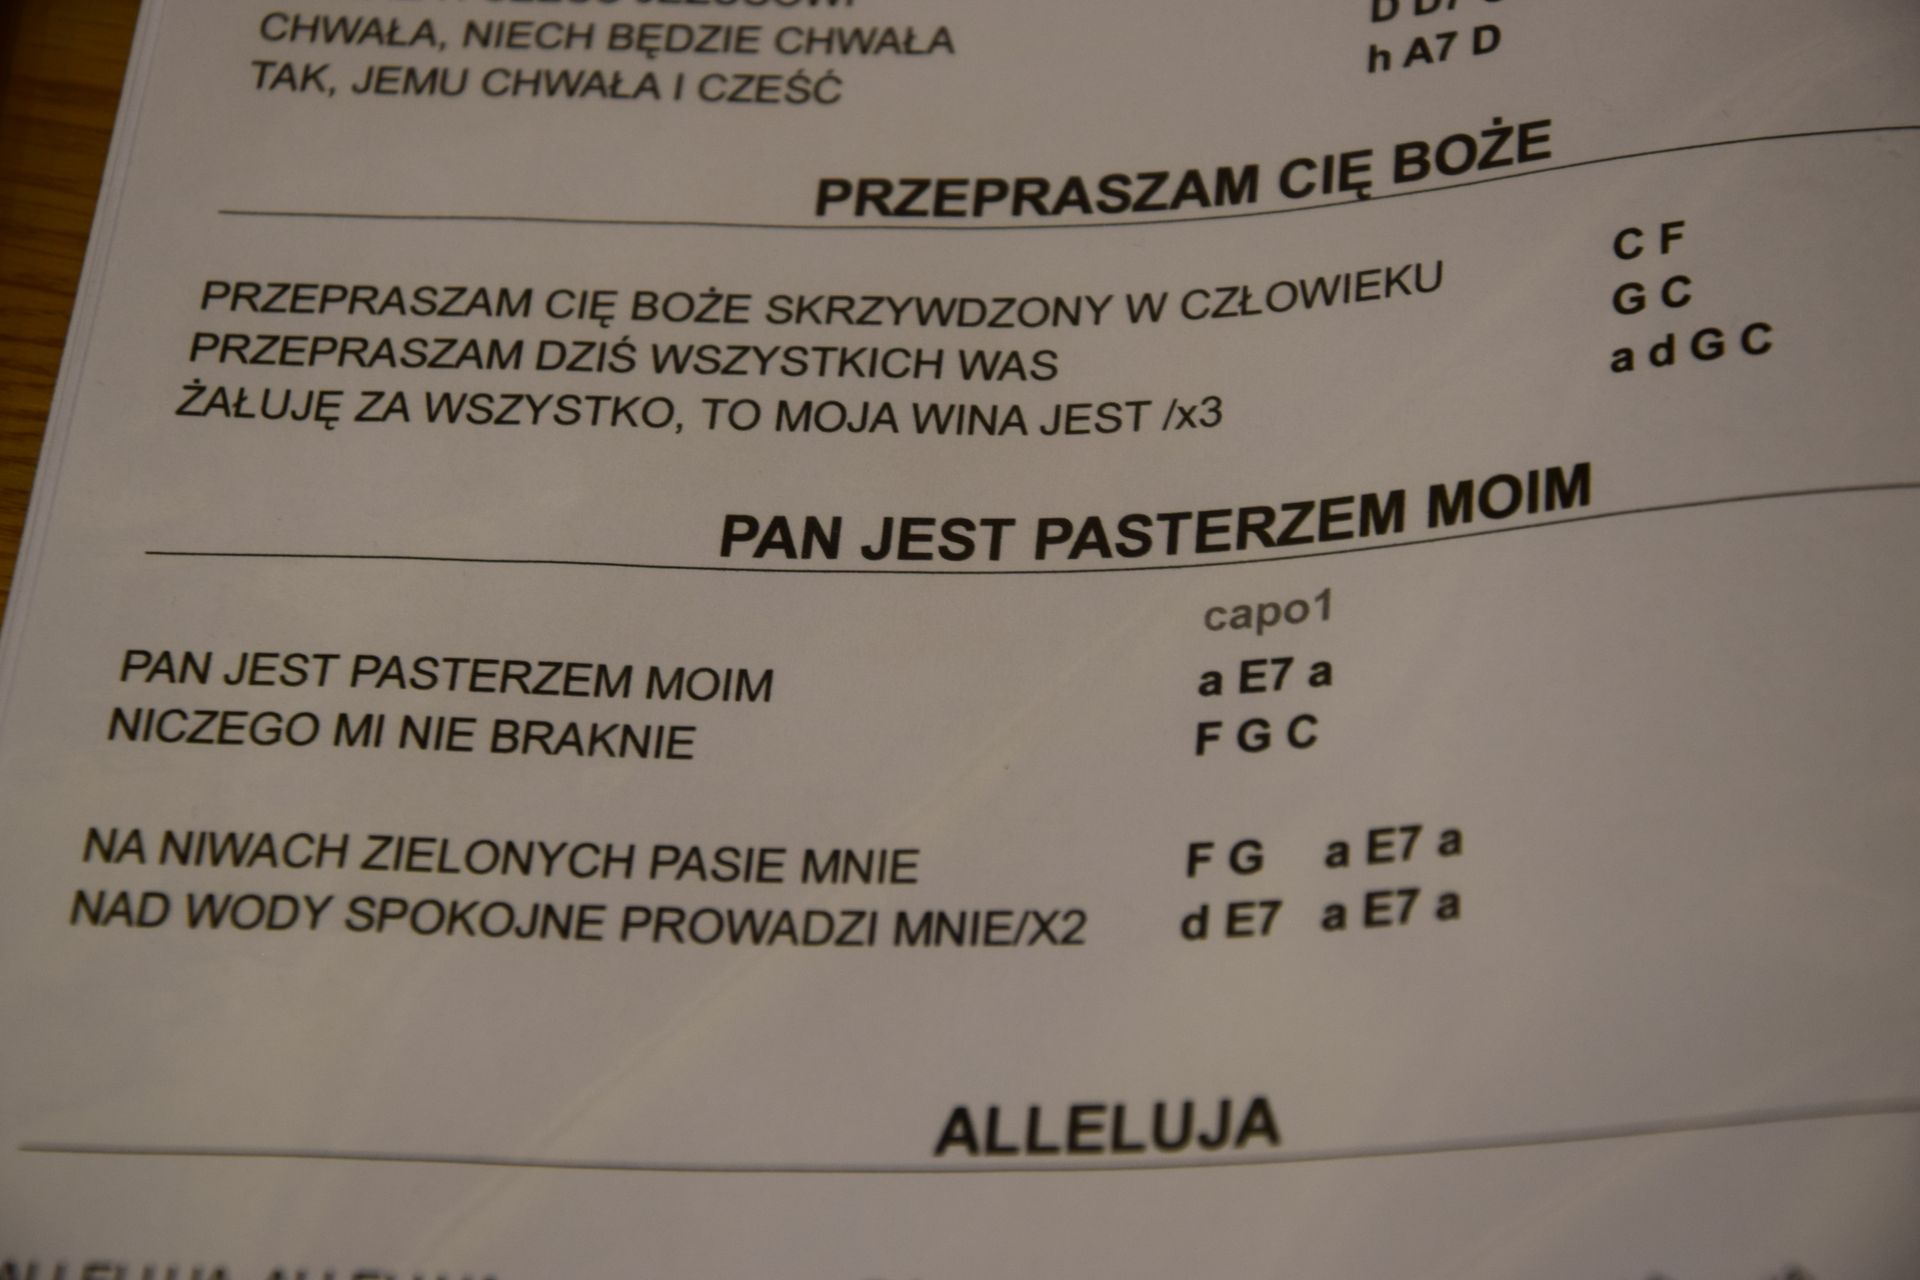 CHWAŁA, NIECH BĘDZIE CHWAŁA
TAK, JEMU CHWAŁA I CZEŚĆ h A7 D
PRZEPRASZAM CIĘ BOŻE
PRZEPRASZAM CIĘ BOŻE SKRZYWDZONY W CZŁOWIEKU C F
PRZEPRASZAM DZIŚ WSZYSTKICH WAS G C
ŻAŁUJĘ ZA WSZYSTKO, TO MOJA WINA JEST /x3 a d G C
PAN JEST PASTERZEM MOIM
capo1
PAN JEST PASTERZEM MOIM a E7 a
NICZEGO MI NIE BRAKNIE F G C
NA NIWACH ZIELONYCH PASIE MNIE F G a E7 a
NAD WODY SPOKOJNE PROWADZI MNIE/X2 d E7 a E7 a
ALLELUJA